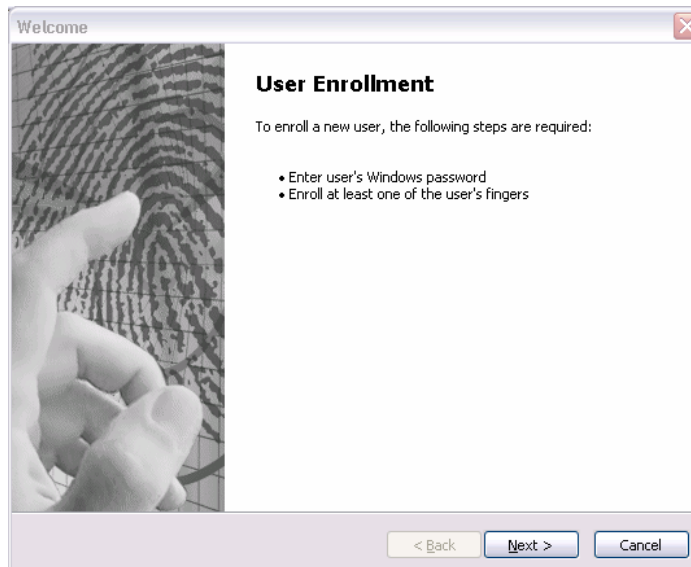 Welcome
User Enrollment
To enroll a new user, the following steps are required:
• Enter user's Windows password
• Enroll at least one of the user's fingers
< Back
Next >
Cancel